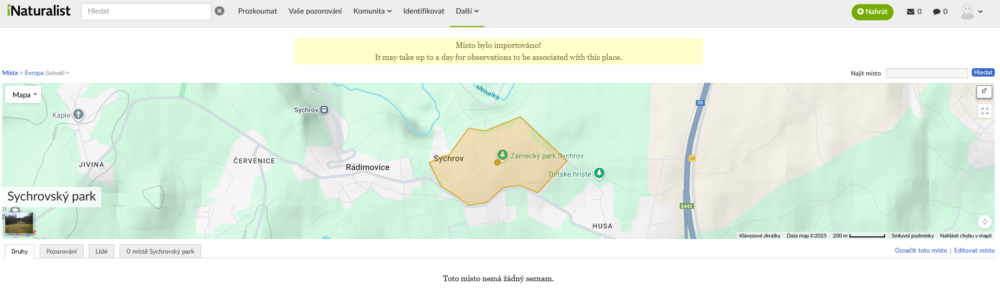 iNaturalist
Hledat
Prozkoumat
Vaše pozorování
Komunita
Identifikovat
Další
Nahrát
0
0
Místo bylo importováno!
It may take up to a day for observations to be associated with this place.
Místa > Evropa (Světadíl) >
Najít místo
Hledat
Mapa
Kaple
400m
JIVINA
Sychrov
ČERVENICE
Radimovice
Mohelka
Sychrov
Zámecký park Sychrov
Detske hriste
HUSA
35
39
E442
Sychrovský park
Google
Klávesové zkratky
Data map ©2025
200 m
Smluvní podmínky
Nahlásit chybu v mapě
Druhy
Pozorování
Lidé
O místě Sychrovský park
Označit toto místo | Editovat místo
Toto místo nemá žádný seznam.